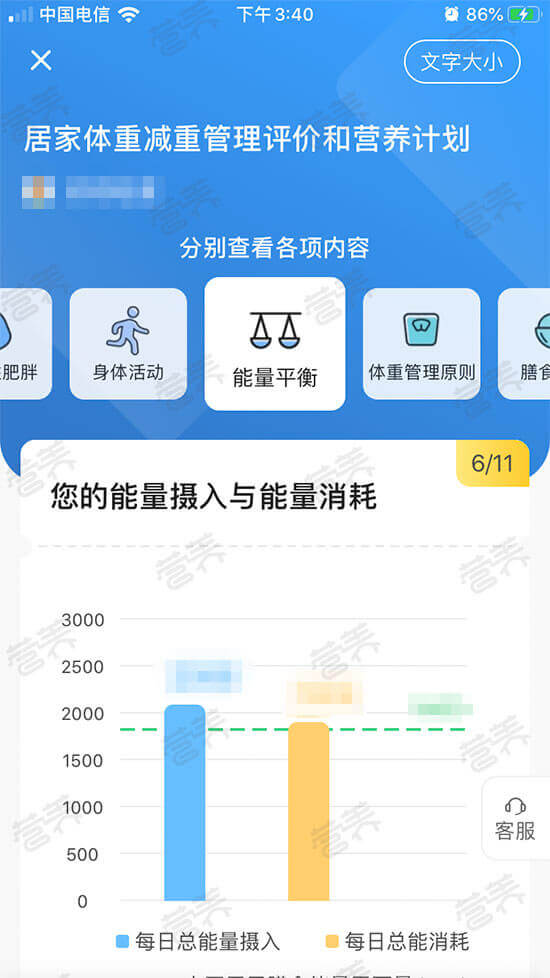 中国电信 下午3:40 86%
文字大小
居家体重减重管理评价和营养计划
分别查看各项内容
肥胖 身体活动 能量平衡 体重管理原则 膳食
6/11
您的能量摄入与能量消耗
3000
2500
2000
1500
1000
500
0
客服
每日总能量摄入 每日总能消耗
营养